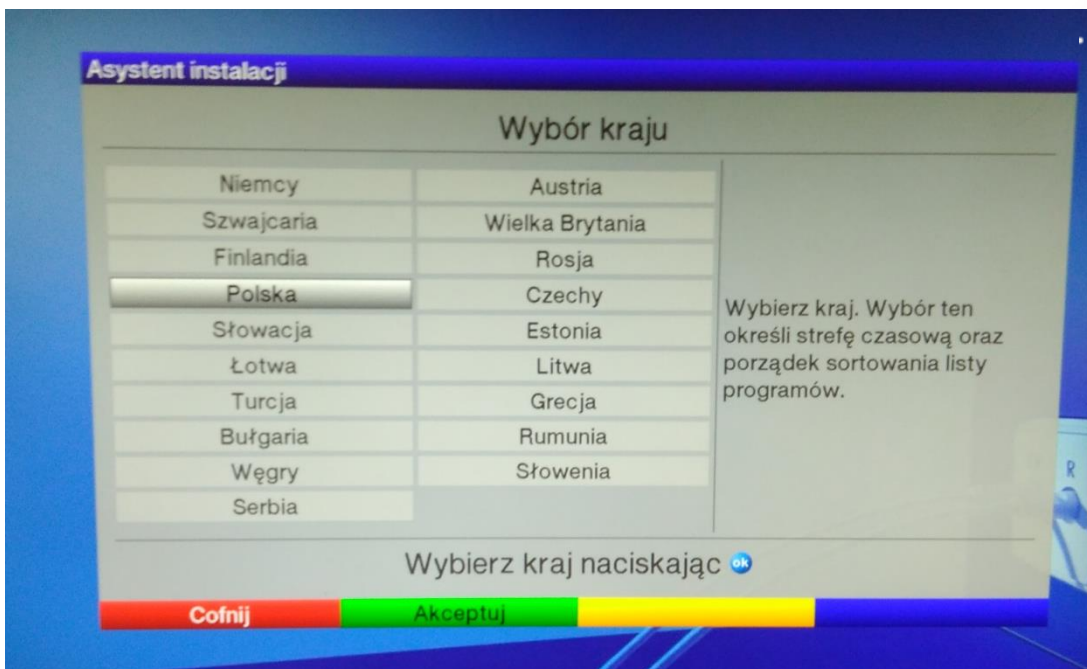 Asystent instalacji
Wybór kraju
Niemcy
Austria
Szwajcaria
Wielka Brytania
Finlandia
Rosja
Polska
Czechy
Słowacja
Estonia
Łotwa
Litwa
Turcja
Grecja
Bułgaria
Rumunia
Węgry
Słowenia
Serbia
Wybierz kraj. Wybór ten
określi strefę czasową oraz
porządek sortowania listy
programów.
R
Wybierz kraj naciskając ok
Cofnij
Akceptuj